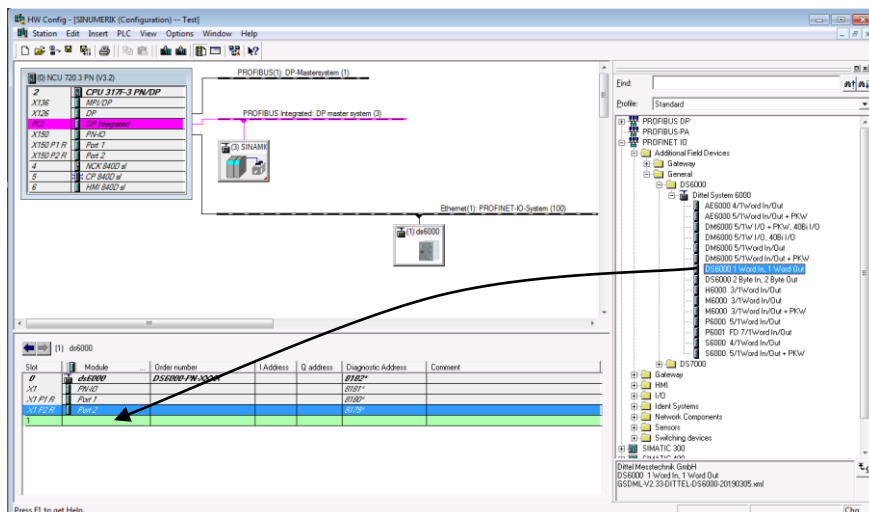 HW Config - [SINUMERIK (Configuration) -- Test]
Station Edit Insert PLC View Options Window Help
(0) NCU 720.3 PN (V3.2)
2 CPU 317F-3 PN/DP
X136 MPI/DP
X126 DP
PCI DP Integrated
X150 PN-IO
X150 P1 R Port 1
X150 P2 R Port 2
4 NCK 840D sl
5 CP 840D sl
6 HMI 840D sl
PROFIBUS(1): DP-Mastersystem (1)
PROFIBUS Integrated: DP master system (3)
(3) SINAMI
Ethernet(1): PROFINET-IO-System (100)
(1) ds6000
Find:
Profile: Standard
PROFIBUS DP
PROFIBUS-PA
PROFINET IO
Additional Field Devices
Gateway
General
DS6000
Dittel System 6000
AE6000 4/1Word In/Out
AE6000 5/1Word In/Out + PKW
DM6000 5/1W I/O + PKW, 40Bi I/O
DM6000 5/1W I/O, 40Bi I/O
DM6000 5/1Word In/Out
DM6000 5/1Word In/Out + PKW
DS6000 1 Word In, 1 Word Out
DS6000 2 Byte In, 2 Byte Out
H6000 3/1Word In/Out
M6000 3/1Word In/Out
M6000 3/1Word In/Out + PKW
P6000 5/1Word In/Out
P6001 FD 7/1Word In/Out
S6000 4/1Word In/Out
S6000 5/1Word In/Out + PKW
DS7000
Gateway
HMI
I/O
Ident Systems
Network Components
Sensors
Switching devices
SIMATIC 300
SIMATIC 400
Dittel Messtechnik GmbH
DS6000 1 Word In, 1 Word Out
GSDML-V2.33-DITTEL-DS6000-20190305.xml
(1) ds6000
Slot Module ... Order number I Address Q address Diagnostic Address Comment
0 ds6000 DS6000-PN-XXXX 8182*
X1 PN-IO 8181*
X1 P1 R Port 1 8180*
X1 P2 R Port 2 8179*
1
Press F1 to get Help.
Chg